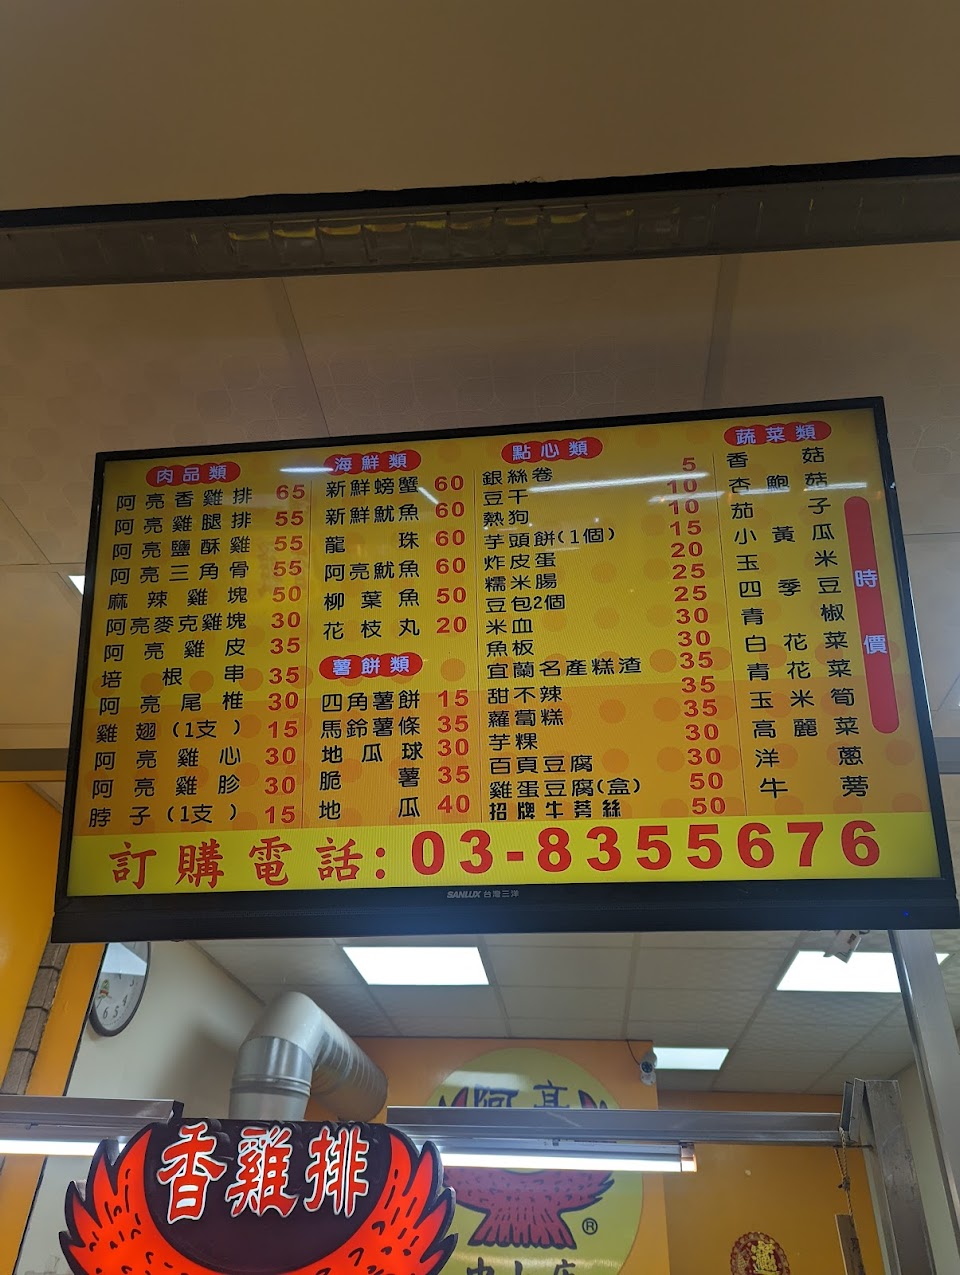 肉品類
阿亮香雞排 65
阿亮雞腿排 55
阿亮鹽酥雞 55
阿亮三角骨 55
麻辣雞塊 50
阿亮麥克雞塊 30
阿亮雞皮 35
培根串 35
阿亮尾椎 30
雞翅(1支) 15
阿亮雞心 30
阿亮雞胗 30
脖子(1支) 15
海鮮類
新鮮螃蟹 60
新鮮魷魚 60
龍珠 60
阿亮魷魚 60
柳葉魚 50
花枝丸 20
薯餅類
四角薯餅 15
馬鈴薯條 35
地瓜球 30
脆薯 35
地瓜 40
點心類
銀絲卷 5
豆干 10
熱狗 10
芋頭餅(1個) 15
炸皮蛋 20
糯米腸 25
豆包2個 25
米血 30
魚板 30
宜蘭名產糕渣 35
甜不辣 35
蘿蔔糕 35
芋粿 30
百頁豆腐 30
雞蛋豆腐(盒) 50
招牌牛蒡絲 50
蔬菜類
香菇
杏鮑菇
茄子
小黃瓜
玉米
四季豆
青椒
白花菜
青花菜
玉米筍
高麗菜
洋蔥
牛蒡
時價
訂購電話:03-8355676
SANLUX 台灣三洋
香雞排
阿亮
®